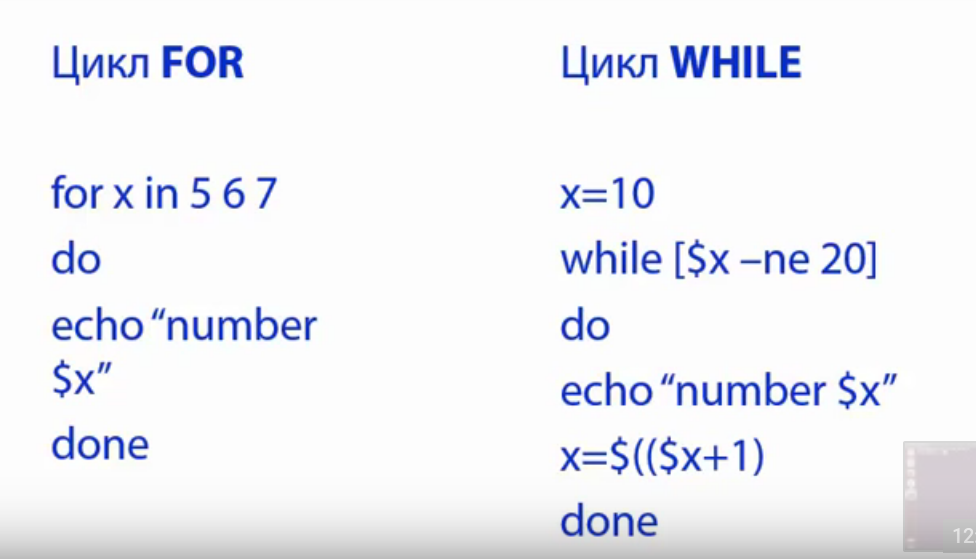 Цикл FOR
for x in 5 6 7
do
echo “number
$x”
done
Цикл WHILE
x=10
while [$x –ne 20]
do
echo “number $x”
x=$(($x+1)
done
12